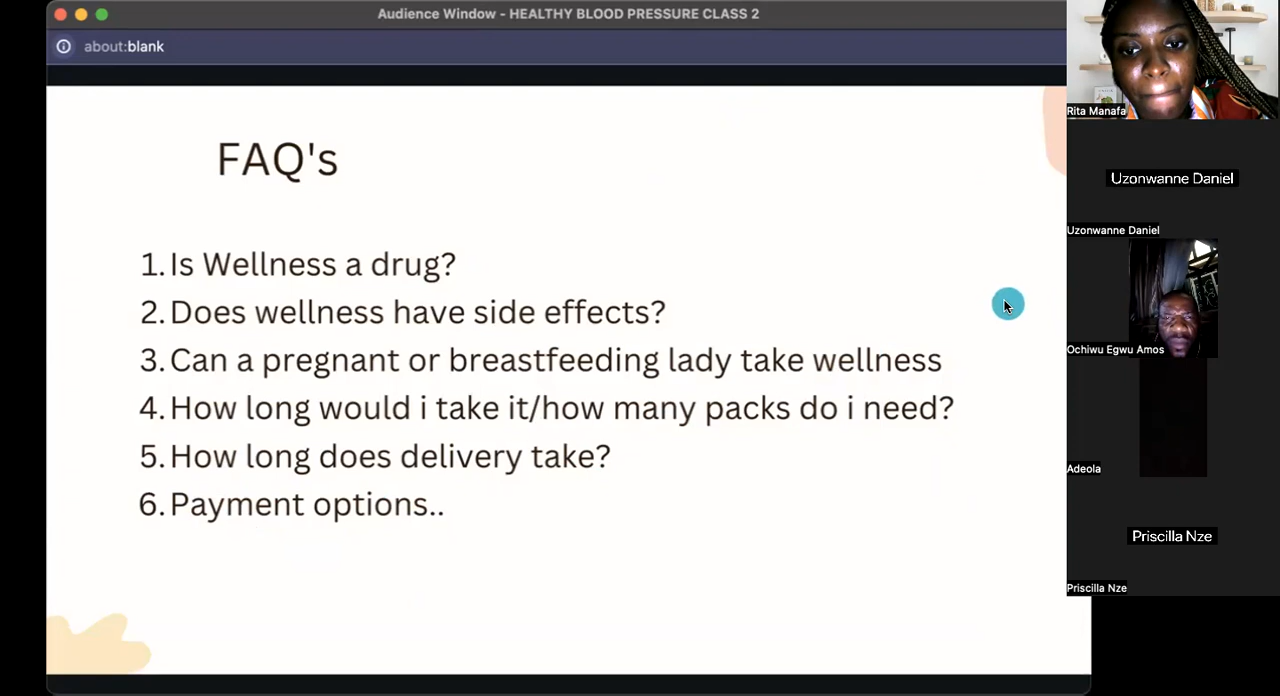 Audience Window - HEALTHY BLOOD PRESSURE CLASS 2
about:blank
FAQ's
1. Is Wellness a drug?
2. Does wellness have side effects?
3. Can a pregnant or breastfeeding lady take wellness
4. How long would i take it/how many packs do i need?
5. How long does delivery take?
6. Payment options..
Rita Manafa
Uzonwanne Daniel
Uzonwanne Daniel
Ochiwu Egwu Amos
Adeola
Priscilla Nze
Priscilla Nze